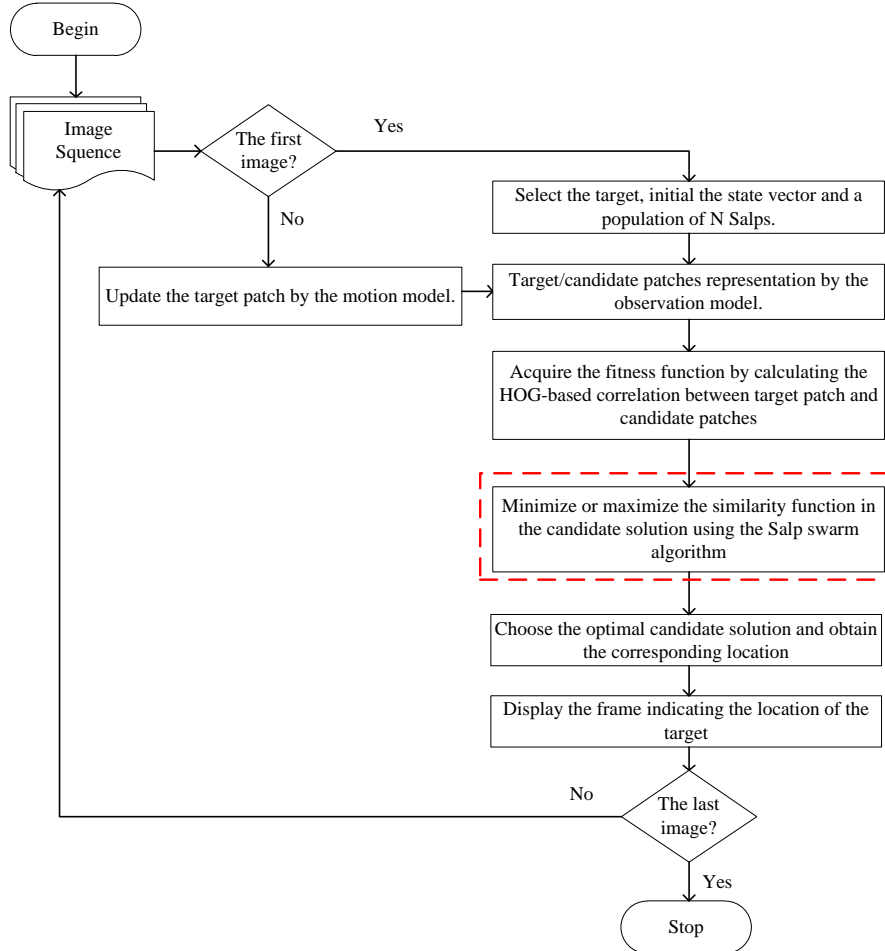 Begin
Image
Squence
The first
image?
Yes
No
Select the target, initial the state vector and a
population of N Salps.
Update the target patch by the motion model.
Target/candidate patches representation by the
observation model.
Acquire the fitness function by calculating the
HOG-based correlation between target patch and
candidate patches
Minimize or maximize the similarity function in
the candidate solution using the Salp swarm
algorithm
Choose the optimal candidate solution and obtain
the corresponding location
Display the frame indicating the location of the
target
No
The last
image?
Yes
Stop